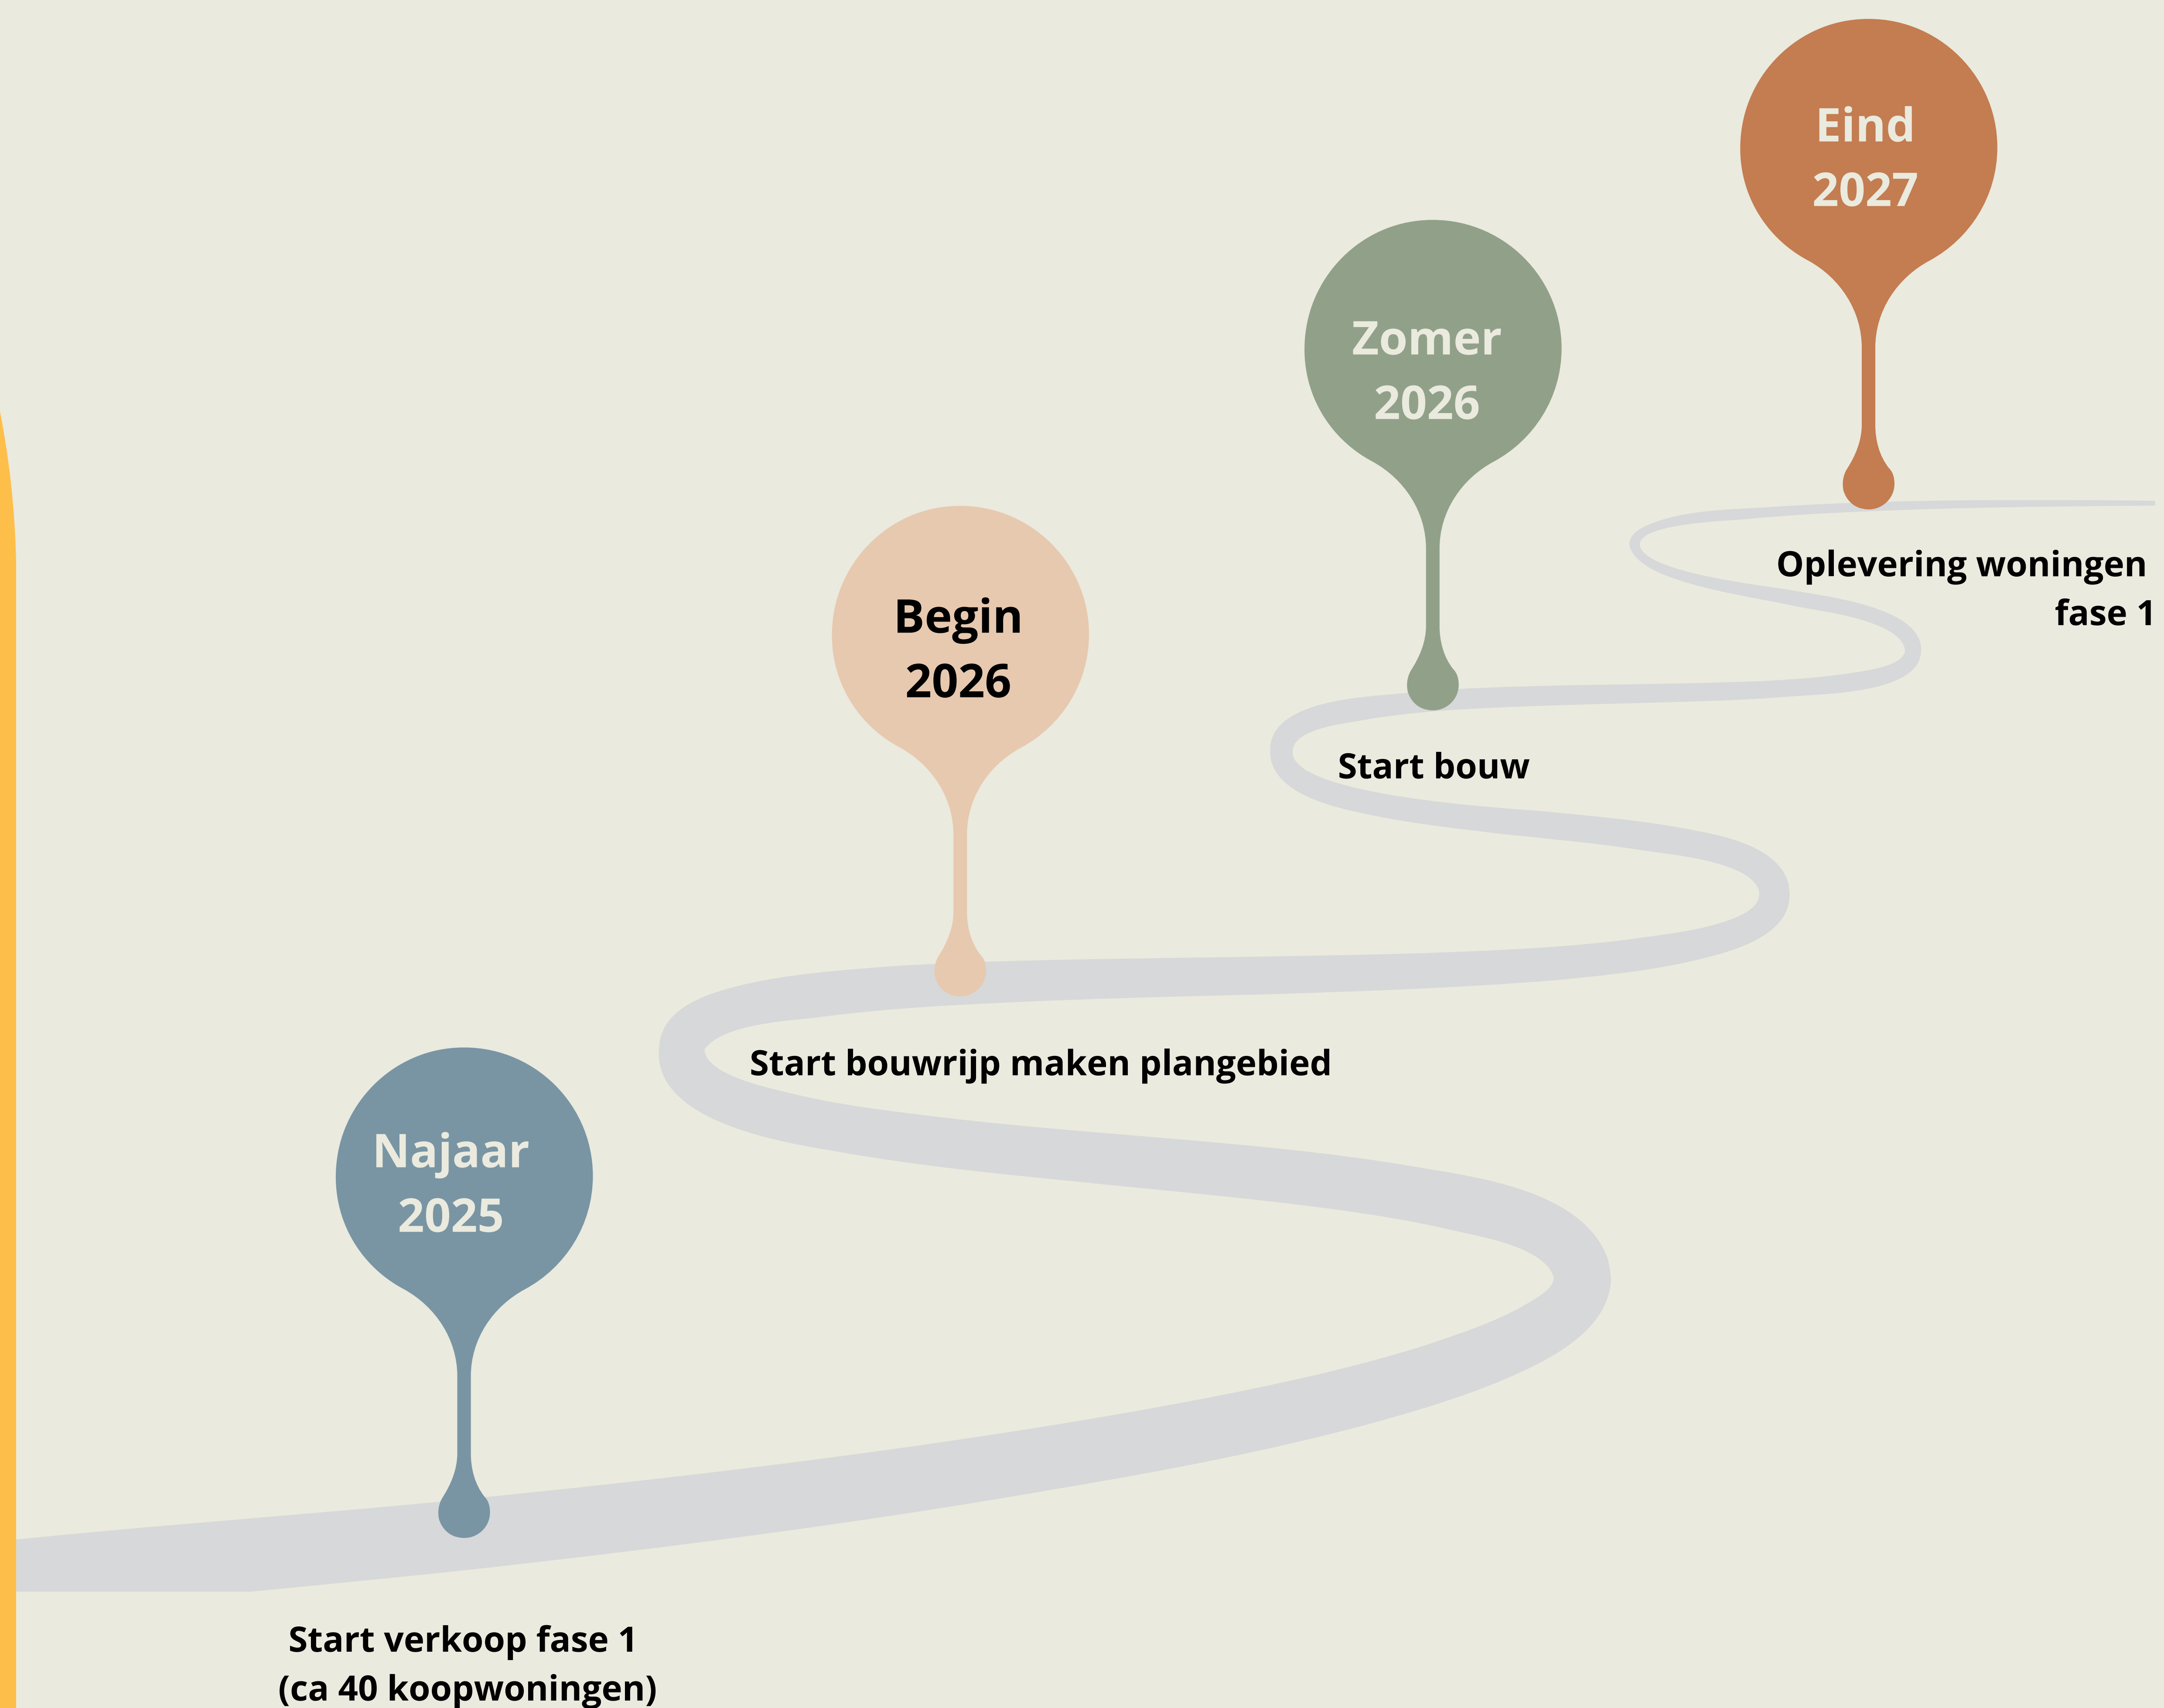 Eind
2027
Oplevering woningen
fase 1
Zomer
2026
Start bouw
Begin
2026
Start bouwrijp maken plangebied
Najaar
2025
Start verkoop fase 1
(ca 40 koopwoningen)